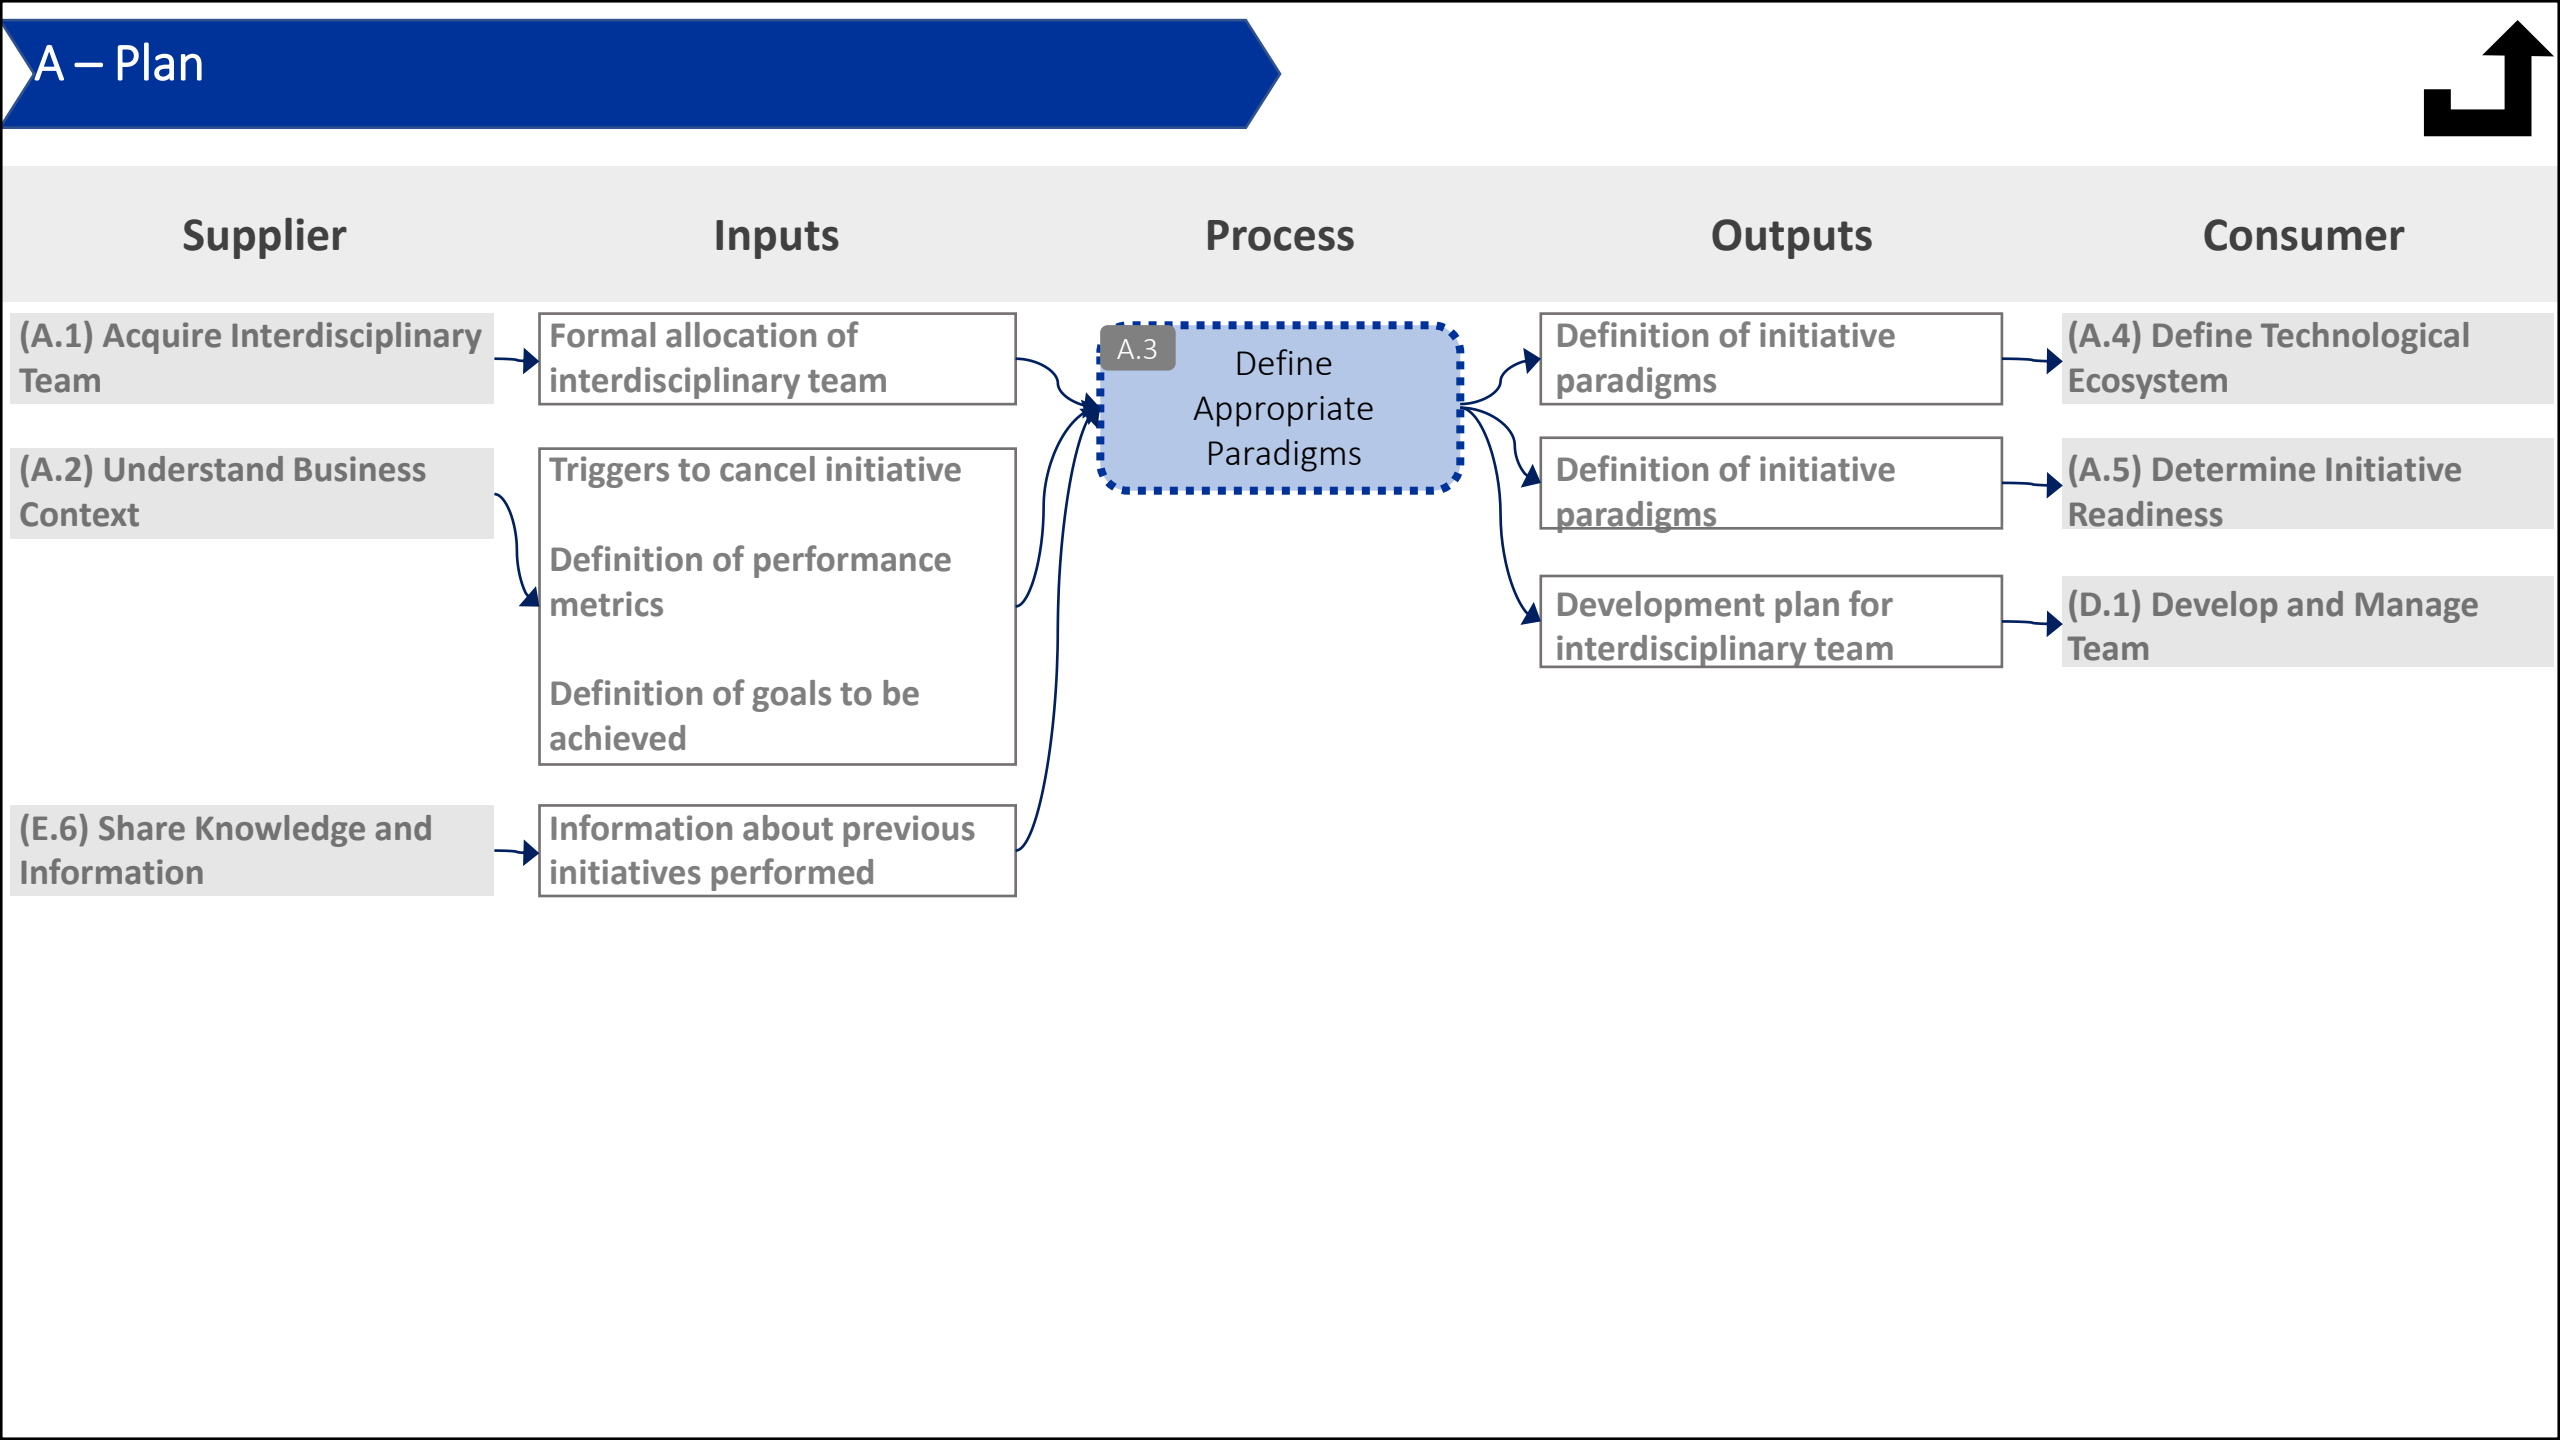 A – Plan
Supplier
Inputs
Process
Outputs
Consumer
(A.1) Acquire Interdisciplinary
Team
Formal allocation of
interdisciplinary team
A.3
Define
Appropriate
Paradigms
Definition of initiative
paradigms
(A.4) Define Technological
Ecosystem
(A.2) Understand Business
Context
Triggers to cancel initiative
Definition of performance
metrics
Definition of goals to be
achieved
Definition of initiative
paradigms
(A.5) Determine Initiative
Readiness
Development plan for
interdisciplinary team
(D.1) Develop and Manage
Team
(E.6) Share Knowledge and
Information
Information about previous
initiatives performed